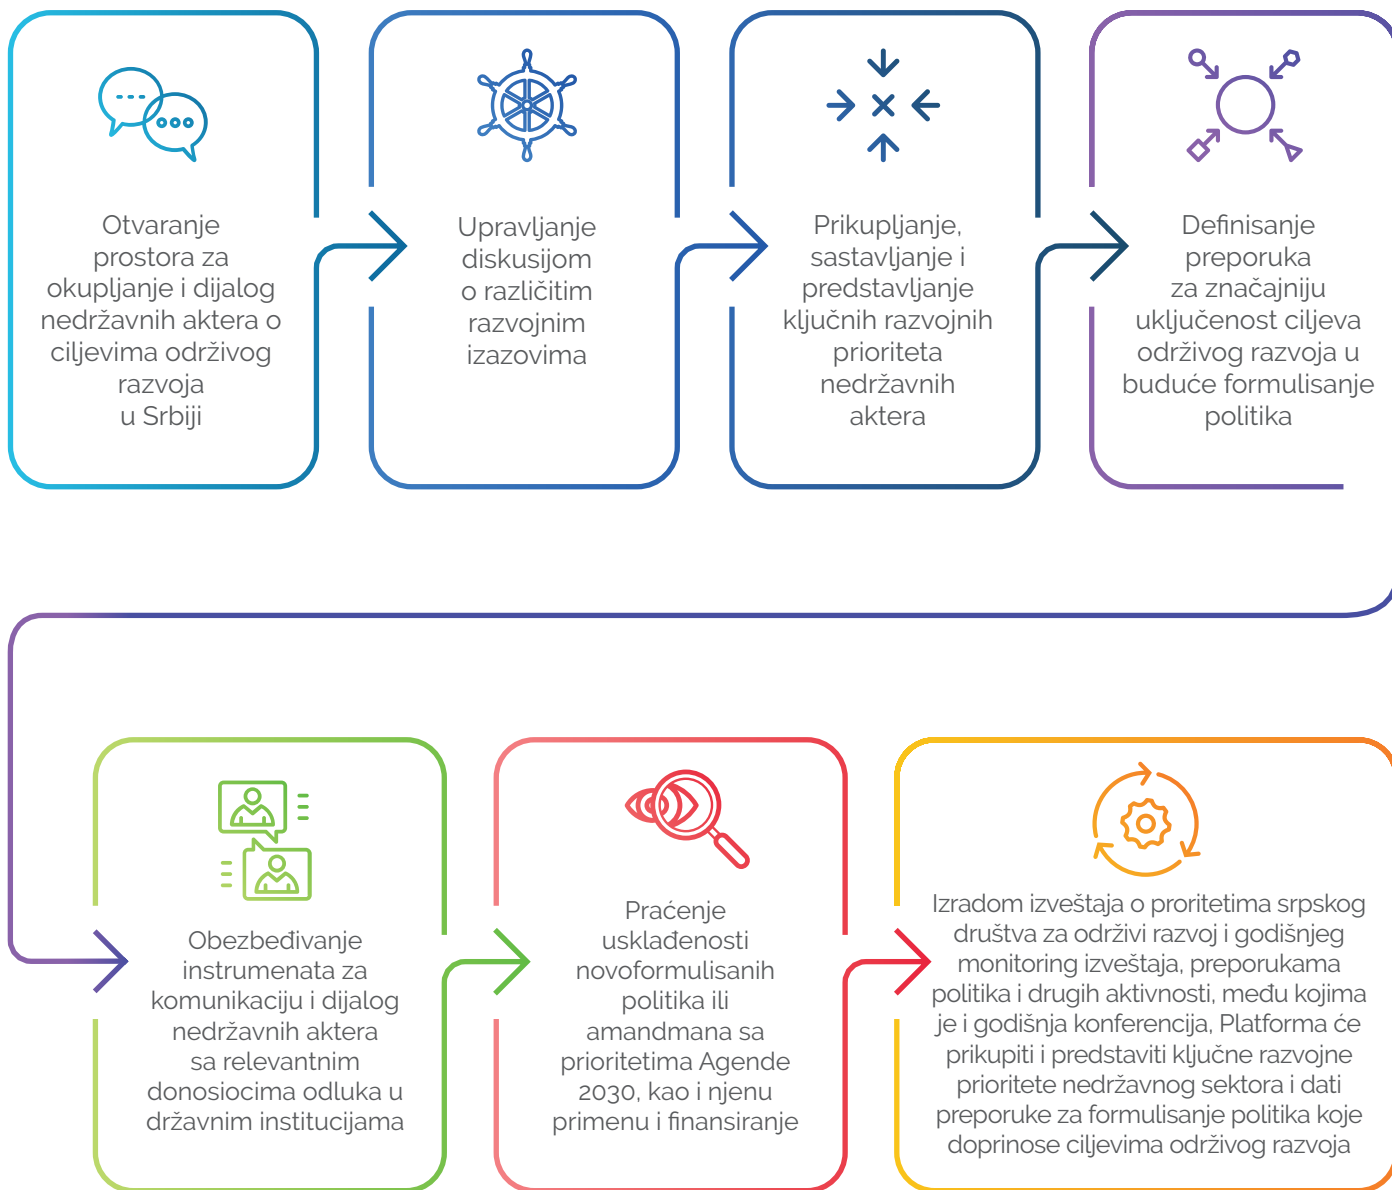 Otvaranje
prostora za
okupljanje i dijalog
nedržavnih aktera o
ciljevima održivog
razvoja
u Srbiji
Upravljanje
diskusijom
o različitim
razvojnim
izazovima
Prikupljanje,
sastavljanje i
predstavljanje
ključnih razvojnih
prioriteta
nedržavnih
aktera
Definisanje
preporuka
za značajniju
uključenost ciljeva
održivog razvoja u
buduće formulisanje
politika
Obezbeđivanje
instrumenata za
komunikaciju i dijalog
nedržavnih aktera
sa relevantnim
donosiocima odluka u
državnim institucijama
Praćenje
usklađenosti
novoformulisanih
politika ili
amandmana sa
prioritetima Agende
2030, kao i njenu
primenu i finansiranje
Izradom izveštaja o proritetima srpskog
društva za održivi razvoj i godišnjeg
monitoring izveštaja, preporukama
politika i drugih aktivnosti, među kojima
je i godišnja konferencija, Platforma će
prikupiti i predstaviti ključne razvojne
prioritete nedržavnog sektora i dati
preporuke za formulisanje politika koje
doprinose ciljevima održivog razvoja